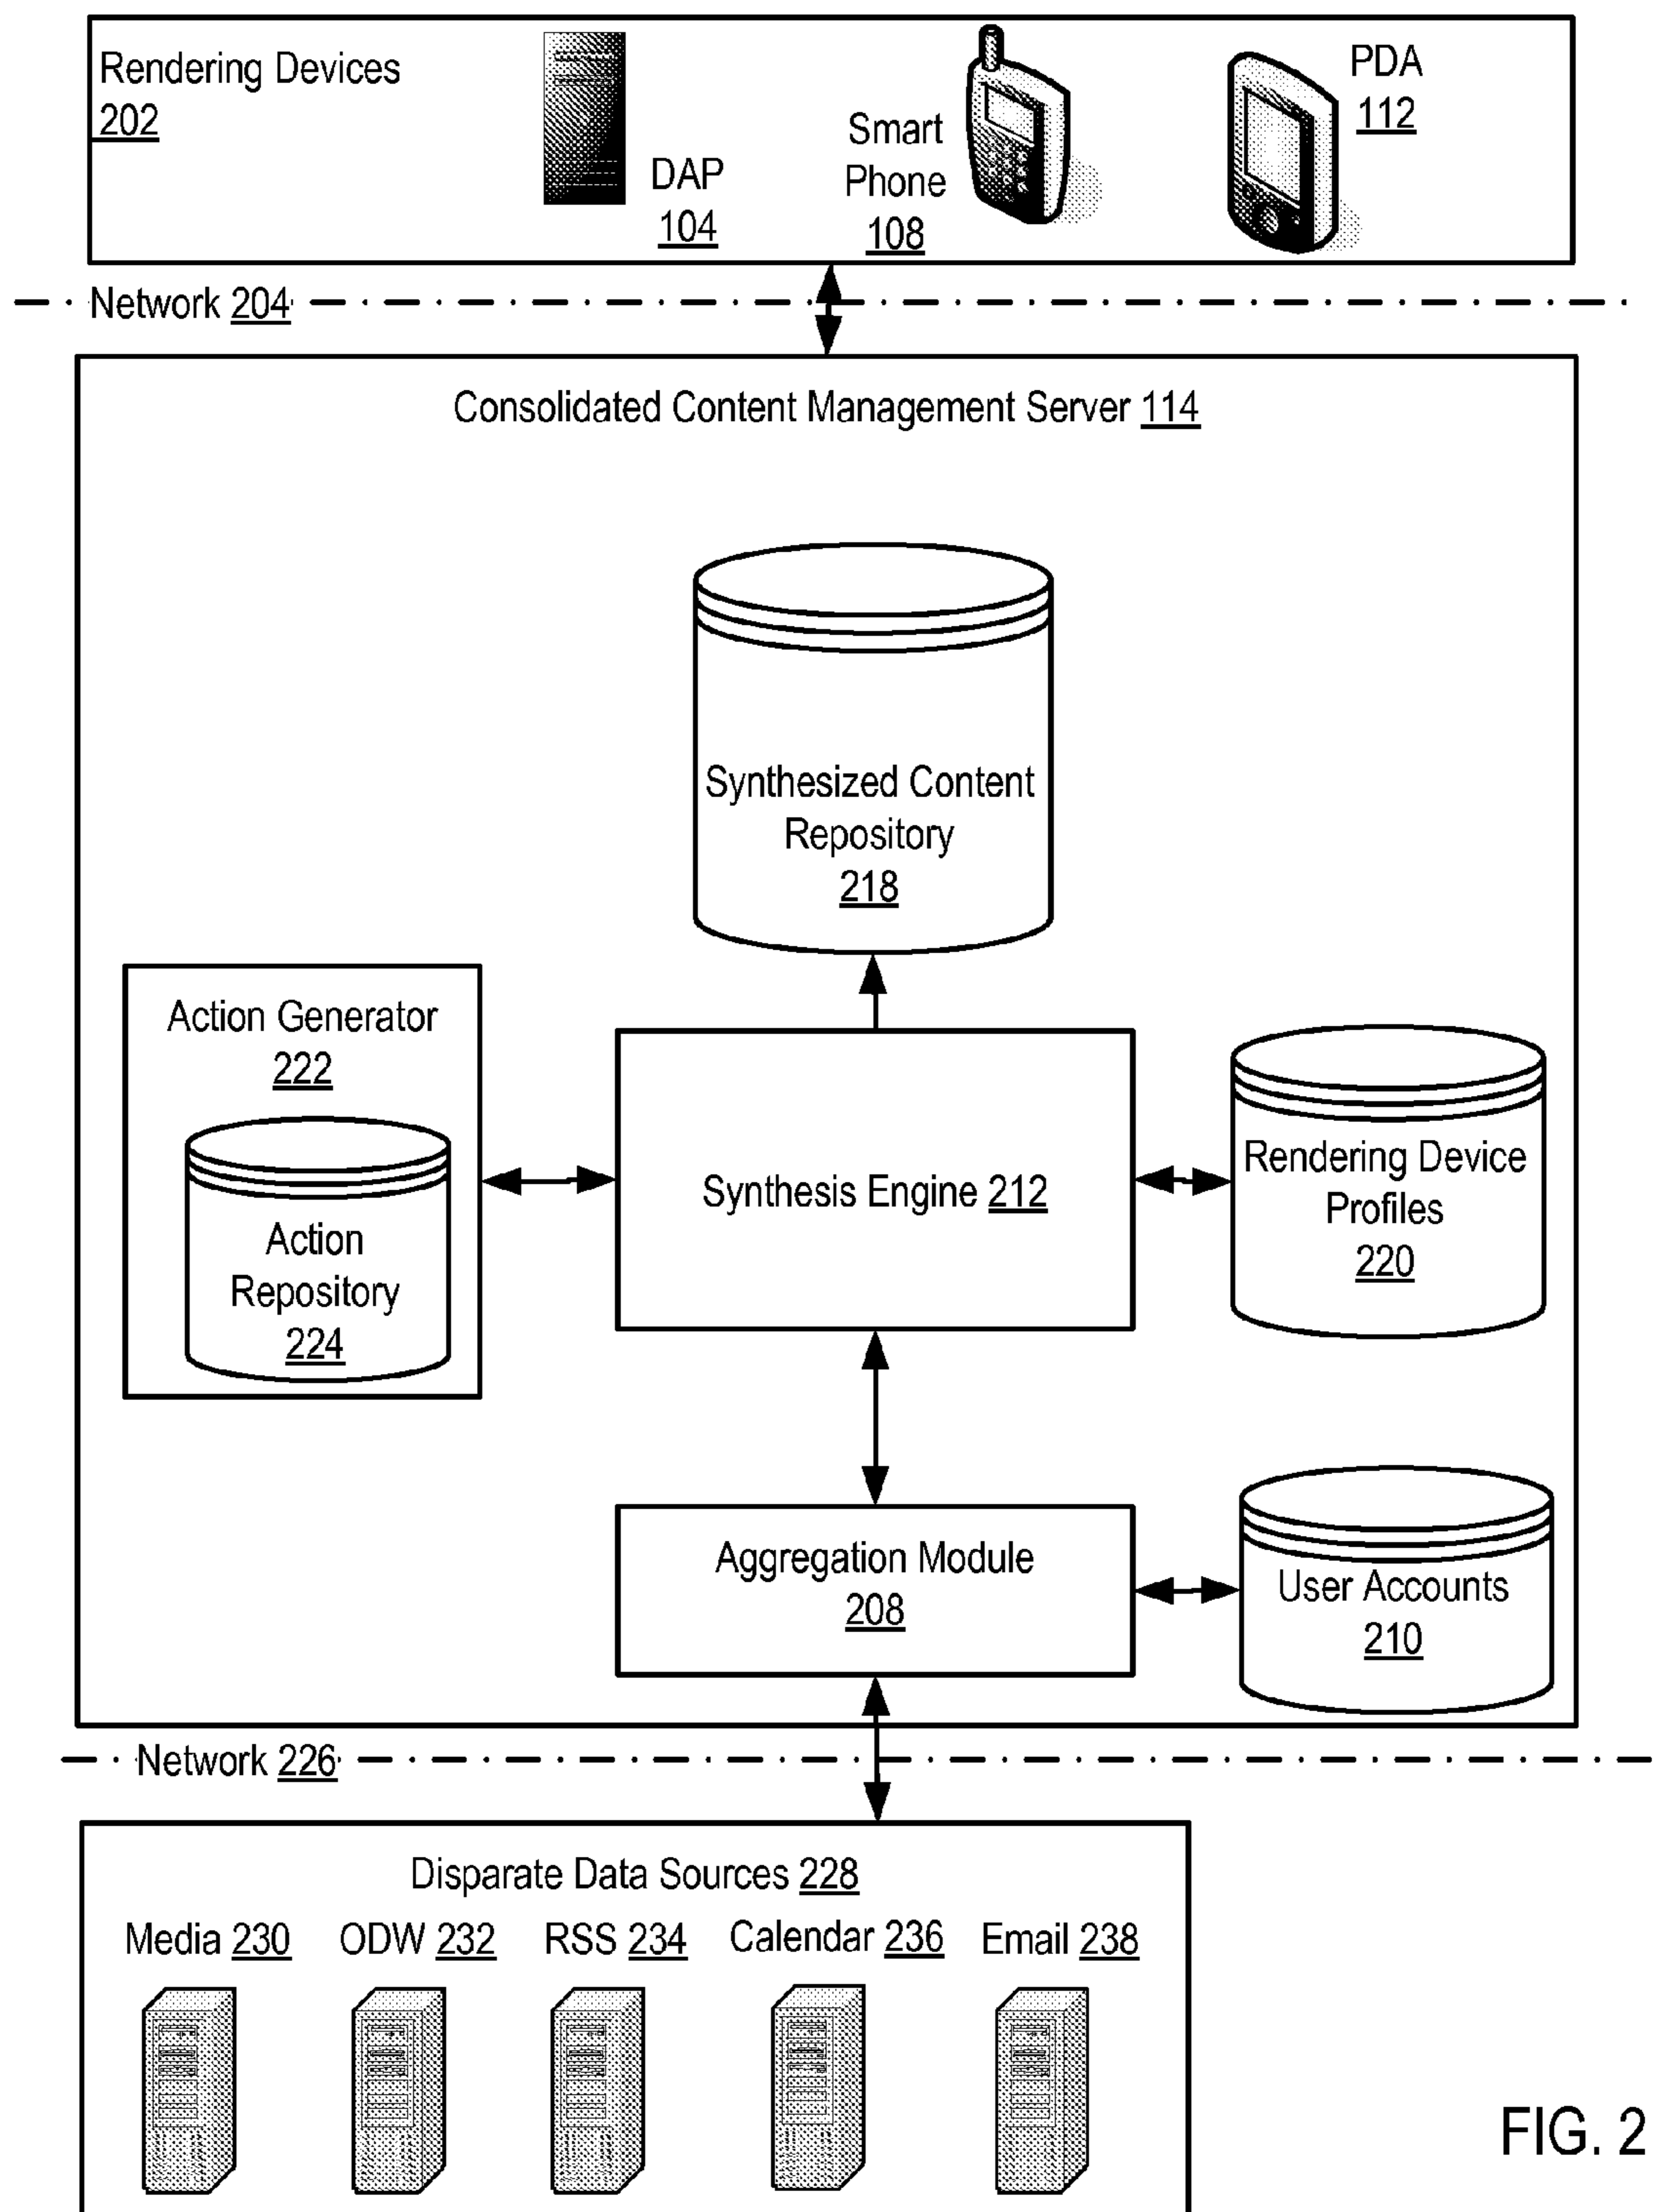 Rendering Devices
202
DAP
104
Smart
Phone
108
PDA
112
Network 204
Consolidated Content Management Server 114
Synthesized Content
Repository
218
Action Generator
222
Action
Repository
224
Synthesis Engine 212
Rendering Device
Profiles
220
Aggregation Module
208
User Accounts
210
Network 226
Disparate Data Sources 228
Media 230
ODW 232
RSS 234
Calendar 236
Email 238
FIG. 2